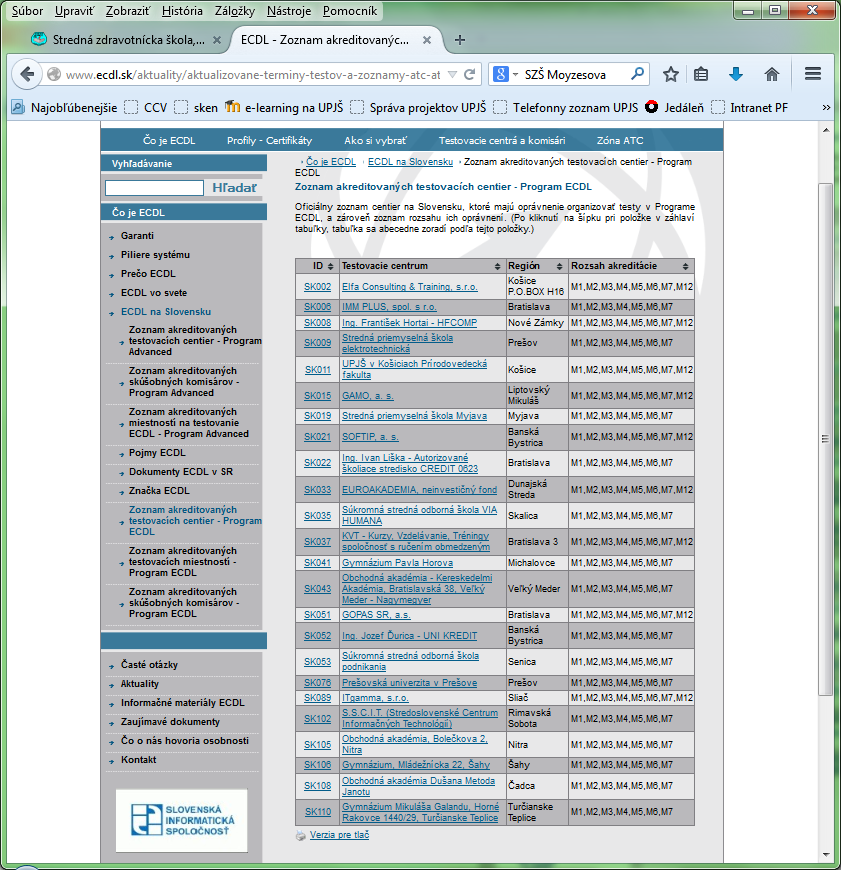 Súbor Upraviť Zobraziť História Záložky Nástroje Pomocník
Stredná zdravotnícka škola,...
ECDL - Zoznam akreditovanýc...
www.ecdl.sk/aktuality/aktualizovane-terminy-testov-a-zoznamy-atc-at
SZŠ Moyzesova
Najobľúbenejšie CCV sken e-learning na UPJŠ Správa projektov UPJŠ Telefonny zoznam UPJS Jedáleň Intranet PF »
Čo je ECDL Profily - Certifikáty Ako si vybrať Testovacie centrá a komisári Zóna ATC
Vyhľadávanie
Hľadať
Čo je ECDL
Garanti
Piliere systému
Prečo ECDL
ECDL vo svete
ECDL na Slovensku
Zoznam akreditovaných
testovacích centier - Program
Advanced
Zoznam akreditovaných
skúšobných komisárov -
Program Advanced
Zoznam akreditovaných
miestností na testovanie
ECDL - Program Advanced
Pojmy ECDL
Dokumenty ECDL v SR
Značka ECDL
Zoznam akreditovaných
testovacích centier - Program
ECDL
Zoznam akreditovaných
testovacích miestností -
Program ECDL
Zoznam akreditovaných
skúšobných komisárov -
Program ECDL
Časté otázky
Aktuality
Informačné materiály ECDL
Zaujímavé dokumenty
Čo o nás hovoria osobnosti
Kontakt
SLOVENSKÁ
INFORMATICKÁ
SPOLOČNOSŤ
Čo je ECDL ECDL na Slovensku Zoznam akreditovaných testovacích centier - Program
ECDL
Zoznam akreditovaných testovacích centier - Program ECDL
Oficiálny zoznam centier na Slovensku, ktoré majú oprávnenie organizovať testy v Programe
ECDL, a zároveň zoznam rozsahu ich oprávnení. (Po kliknutí na šípku pri položke v záhlaví
tabuľky, tabuľka sa abecedne zoradí podľa tejto položky.)
ID Testovacie centrum Región Rozsah akreditácie
SK002 Elfa Consulting & Training, s.r.o. Košice P.O.BOX H16 M1,M2,M3,M4,M5,M6,M7,M12
SK006 IMM PLUS, spol. s r.o. Bratislava M1,M2,M3,M4,M5,M6,M7
SK008 Ing. František Hortai - HFCOMP Nové Zámky M1,M2,M3,M4,M5,M6,M7,M12
SK009 Stredná priemyselná škola elektrotechnická Prešov M1,M2,M3,M4,M5,M6,M7
SK011 UPJŠ v Košiciach Prírodovedecká fakulta Košice M1,M2,M3,M4,M5,M6,M7,M12
SK015 GAMO, a. s. Liptovský Mikuláš M1,M2,M3,M4,M5,M6,M7,M12
SK019 Stredná priemyselná škola Myjava Myjava M1,M2,M3,M4,M5,M6,M7
SK021 SOFTIP, a. s. Banská Bystrica M1,M2,M3,M4,M5,M6,M7,M12
SK022 Ing. Ivan Liška - Autorizované školiace stredisko CREDIT 0623 Bratislava M1,M2,M3,M4,M5,M6,M7
SK033 EUROAKADEMIA, neinvestičný fond Dunajská Streda M1,M2,M3,M4,M5,M6,M7,M12
SK035 Súkromná stredná odborná škola VIA HUMANA Skalica M1,M2,M3,M4,M5,M6,M7
SK037 KVT - Kurzy, Vzdelávanie, Tréningy spoločnosť s ručením obmedzeným Bratislava 3 M1,M2,M3,M4,M5,M6,M7,M12
SK041 Gymnázium Pavla Horova Michalovce M1,M2,M3,M4,M5,M6,M7
SK043 Obchodná akadémia - Kereskedelmi Akadémia, Bratislavská 38, Veľký Meder - Nagymegyer Veľký Meder M1,M2,M3,M4,M5,M6,M7
SK051 GOPAS SR, a.s. Bratislava M1,M2,M3,M4,M5,M6,M7,M12
SK052 Ing. Jozef Ďurica - UNI KREDIT Banská Bystrica M1,M2,M3,M4,M5,M6,M7
SK053 Súkromná stredná odborná škola podnikania Senica M1,M2,M3,M4,M5,M6,M7
SK076 Prešovská univerzita v Prešove Prešov M1,M2,M3,M4,M5,M6,M7
SK089 ITgamma, s.r.o. Sliač M1,M2,M3,M4,M5,M6,M7,M12
SK102 S.S.C.I.T. (Stredoslovenské Centrum Informačných Technológií) Rimavská Sobota M1,M2,M3,M4,M5,M6,M7
SK105 Obchodná akadémia, Bolečkova 2, Nitra Nitra M1,M2,M3,M4,M5,M6,M7
SK106 Gymnázium, Mládežnícka 22, Šahy Šahy M1,M2,M3,M4,M5,M6,M7
SK108 Obchodná akadémia Dušana Metoda Janotu Čadca M1,M2,M3,M4,M5,M6,M7
SK110 Gymnázium Mikuláša Galandu, Horné Rakovce 1440/29, Turčianske Teplice Turčianske Teplice M1,M2,M3,M4,M5,M6,M7
Verzia pre tlač